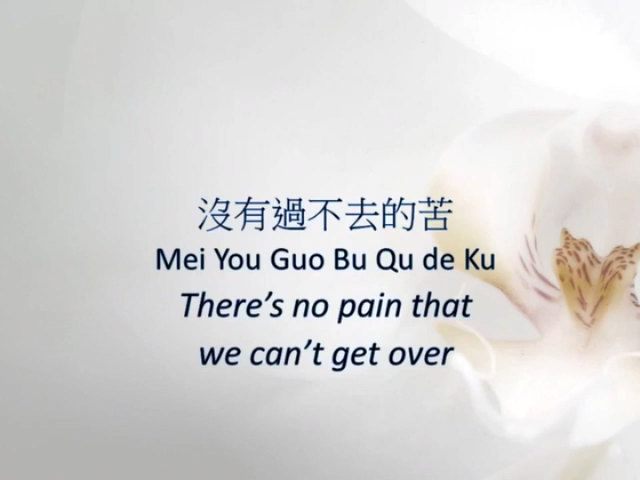 沒有過不去的苦
Mei You Guo Bu Qu de Ku
There's no pain that
we can't get over